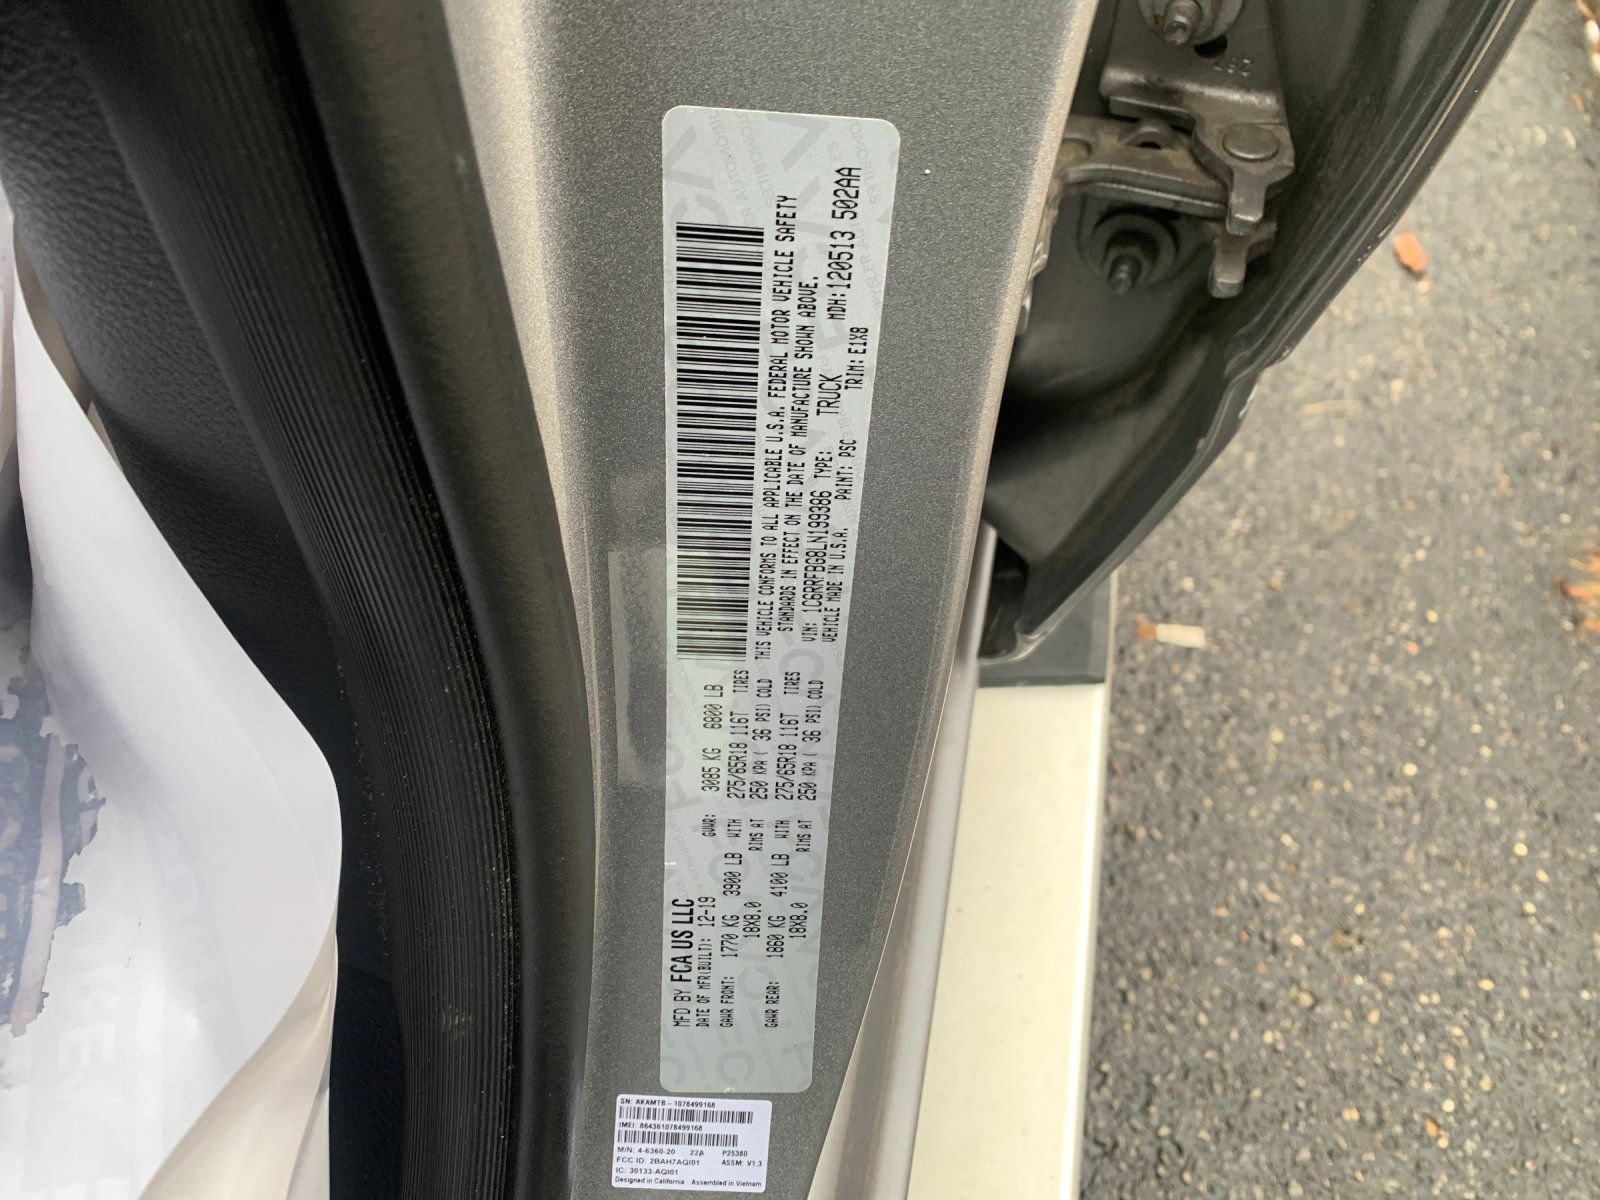 MFD BY FCA US LLC
DATE OF MFR(BUILT): 12-19 GVWR: 3085 KG 6800 LB
GAWR FRONT: 1770 KG 3900 LB WITH 275/65R18 116T TIRES
18X8.0 RIMS AT 250 KPA ( 36 PSI) COLD
GAWR REAR: 1860 KG 4100 LB WITH 275/65R18 116T TIRES
18X8.0 RIMS AT 250 KPA ( 36 PSI) COLD
THIS VEHICLE CONFORMS TO ALL APPLICABLE U.S.A. FEDERAL MOTOR VEHICLE SAFETY
STANDARDS IN EFFECT ON THE DATE OF MANUFACTURE SHOWN ABOVE.
VIN: 1C6RRFBG8LN199386 TYPE: TRUCK MDH:120513 502AA
VEHICLE MADE IN U.S.A. PAINT: PSC TRIM: E1X8
SN: AKAMTB-1078499168
IMEI: 864361078499168
M/N: 4-6360-20 22A P25380
FCC ID: 2BAH7AQI01 ASSM: V1.3
IC: 30133-AQI01
Designed in California Assembled in Vietnam